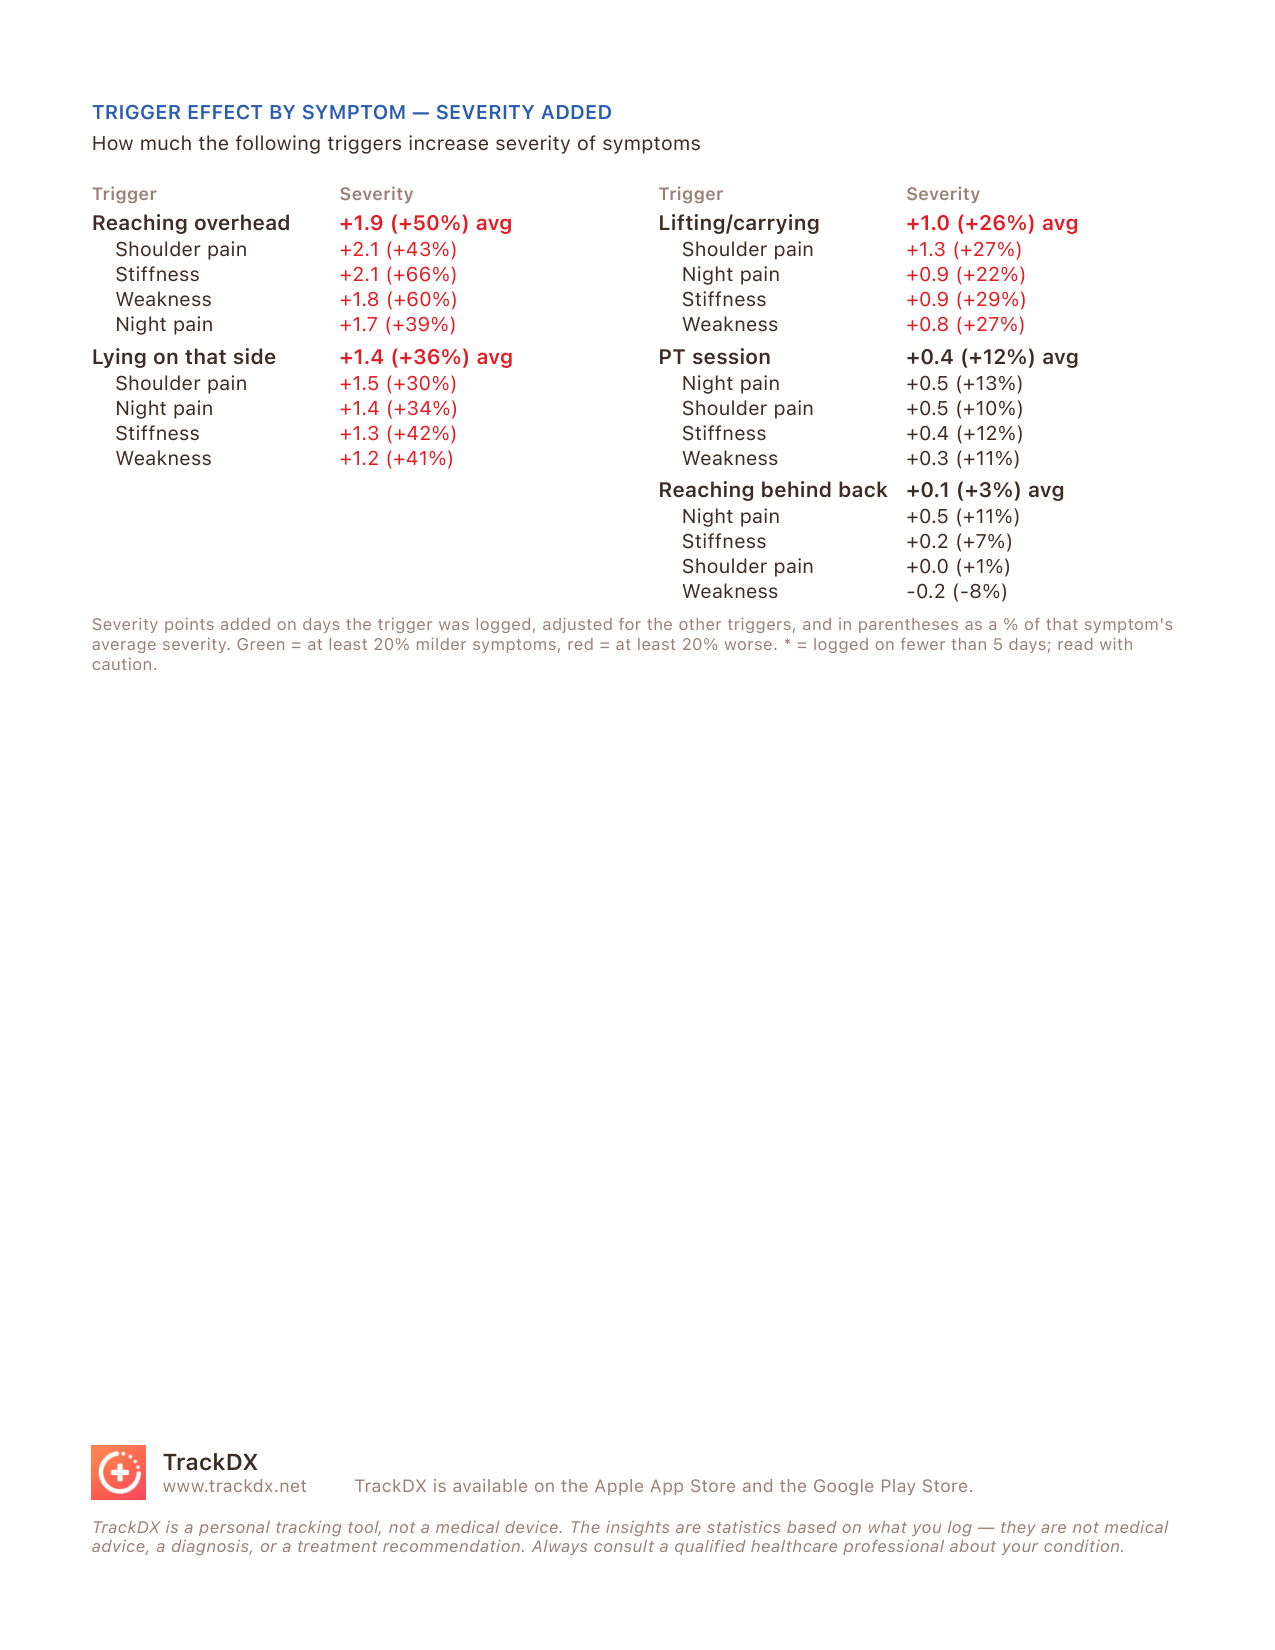 TRIGGER EFFECT BY SYMPTOM — SEVERITY ADDED
How much the following triggers increase severity of symptoms
Trigger Severity
Reaching overhead +1.9 (+50%) avg
Shoulder pain +2.1 (+43%)
Stiffness +2.1 (+66%)
Weakness +1.8 (+60%)
Night pain +1.7 (+39%)
Lying on that side +1.4 (+36%) avg
Shoulder pain +1.5 (+30%)
Night pain +1.4 (+34%)
Stiffness +1.3 (+42%)
Weakness +1.2 (+41%)
Trigger Severity
Lifting/carrying +1.0 (+26%) avg
Shoulder pain +1.3 (+27%)
Night pain +0.9 (+22%)
Stiffness +0.9 (+29%)
Weakness +0.8 (+27%)
PT session +0.4 (+12%) avg
Night pain +0.5 (+13%)
Shoulder pain +0.5 (+10%)
Stiffness +0.4 (+12%)
Weakness +0.3 (+11%)
Reaching behind back +0.1 (+3%) avg
Night pain +0.5 (+11%)
Stiffness +0.2 (+7%)
Shoulder pain +0.0 (+1%)
Weakness -0.2 (-8%)
Severity points added on days the trigger was logged, adjusted for the other triggers, and in parentheses as a % of that symptom's
average severity. Green = at least 20% milder symptoms, red = at least 20% worse. * = logged on fewer than 5 days; read with
caution.
TrackDX
www.trackdx.net TrackDX is available on the Apple App Store and the Google Play Store.
TrackDX is a personal tracking tool, not a medical device. The insights are statistics based on what you log — they are not medical
advice, a diagnosis, or a treatment recommendation. Always consult a qualified healthcare professional about your condition.